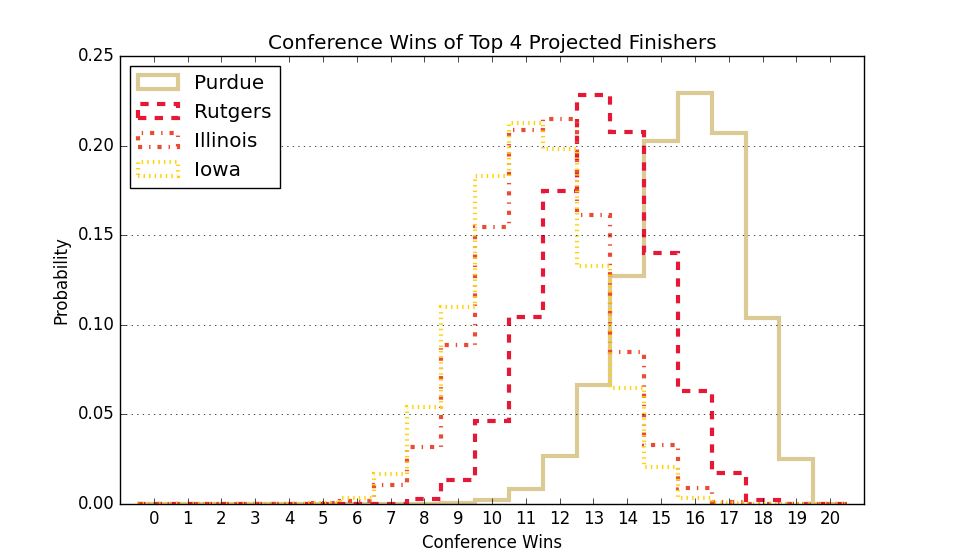 Conference Wins of Top 4 Projected Finishers
Purdue
Rutgers
Illinois
Iowa
0.25
0.20
0.15
0.10
0.05
0.00
Probability
0 1 2 3 4 5 6 7 8 9 10 11 12 13 14 15 16 17 18 19 20
Conference Wins